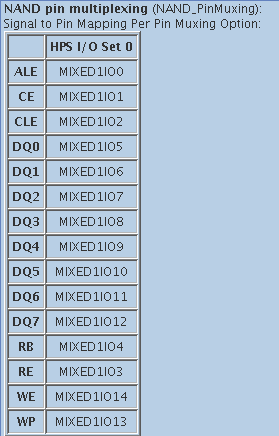 NAND pin multiplexing (NAND_PinMuxing):
Signal to Pin Mapping Per Pin Muxing Option:
HPS I/O Set 0
ALE MIXED1IO0
CE MIXED1IO1
CLE MIXED1IO2
DQ0 MIXED1IO5
DQ1 MIXED1IO6
DQ2 MIXED1IO7
DQ3 MIXED1IO8
DQ4 MIXED1IO9
DQ5 MIXED1IO10
DQ6 MIXED1IO11
DQ7 MIXED1IO12
RB MIXED1IO4
RE MIXED1IO3
WE MIXED1IO14
WP MIXED1IO13